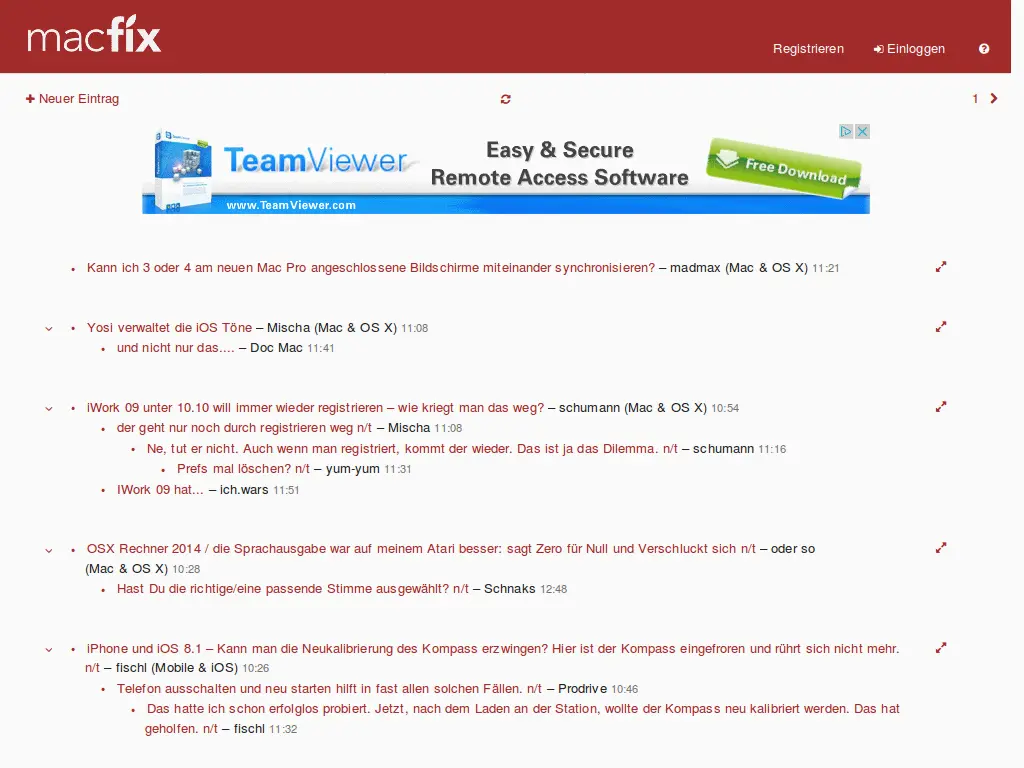 macfix
Registrieren
Einloggen
Neuer Eintrag
1
TeamViewer
Easy & Secure
Remote Access Software
Free Download
www.TeamViewer.com
Kann ich 3 oder 4 am neuen Mac Pro angeschlossene Bildschirme miteinander synchronisieren? – madmax (Mac & OS X) 11:21
Yosi verwaltet die iOS Töne – Mischa (Mac & OS X) 11:08
und nicht nur das.... – Doc Mac 11:41
iWork 09 unter 10.10 will immer wieder registrieren – wie kriegt man das weg? – schumann (Mac & OS X) 10:54
der geht nur noch durch registrieren weg n/t – Mischa 11:08
Ne, tut er nicht. Auch wenn man registriert, kommt der wieder. Das ist ja das Dilemma. n/t – schumann 11:16
Prefs mal löschen? n/t – yum-yum 11:31
IWork 09 hat... – ich.wars 11:51
OSX Rechner 2014 / die Sprachausgabe war auf meinem Atari besser: sagt Zero für Null und Verschluckt sich n/t – oder so
(Mac & OS X) 10:28
Hast Du die richtige/eine passende Stimme ausgewählt? n/t – Schnaks 12:48
iPhone und iOS 8.1 – Kann man die Neukalibrierung des Kompass erzwingen? Hier ist der Kompass eingefroren und rührt sich nicht mehr.
n/t – fischl (Mobile & iOS) 10:26
Telefon ausschalten und neu starten hilft in fast allen solchen Fällen. n/t – Prodrive 10:46
Das hatte ich schon erfolglos probiert. Jetzt, nach dem Laden an der Station, wollte der Kompass neu kalibriert werden. Das hat
geholfen. n/t – fischl 11:32